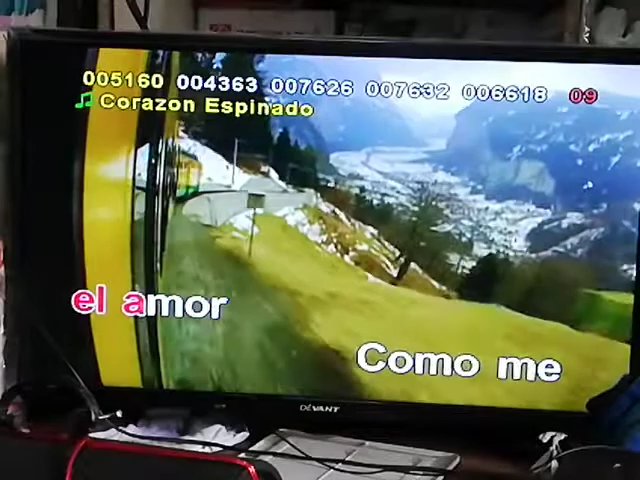 005160 004363 007626 007632 006618 09
Corazon Espinado
el amor
Como me
DEVANT